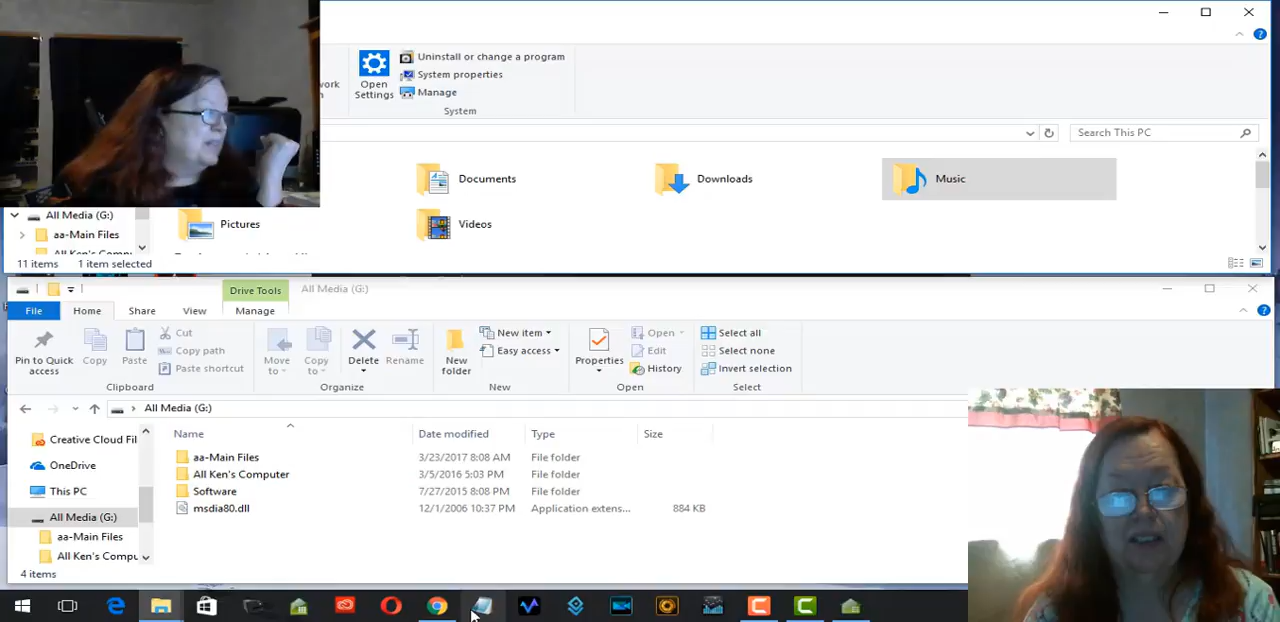 Uninstall or change a program
System properties
Manage
Open
Settings
System
Search This PC
Documents
Downloads
Music
Pictures
Videos
All Media (G:)
aa-Main Files
11 items 1 item selected
Drive Tools All Media (G:)
File Home Share View Manage
Pin to Quick
access
Copy
Paste
Cut
Copy path
Paste shortcut
Clipboard
Move
to
Copy
to
Delete
Rename
Organize
New
folder
New item
Easy access
New
Properties
Open
Edit
History
Open
Select all
Select none
Invert selection
Select
All Media (G:)
Creative Cloud Fil
OneDrive
This PC
All Media (G:)
aa-Main Files
All Ken's Compu
Name Date modified Type Size
aa-Main Files 3/23/2017 8:08 AM File folder
All Ken's Computer 3/5/2016 5:03 PM File folder
Software 7/27/2015 8:08 PM File folder
msdia80.dll 12/1/2006 10:37 PM Application extens... 884 KB
4 items